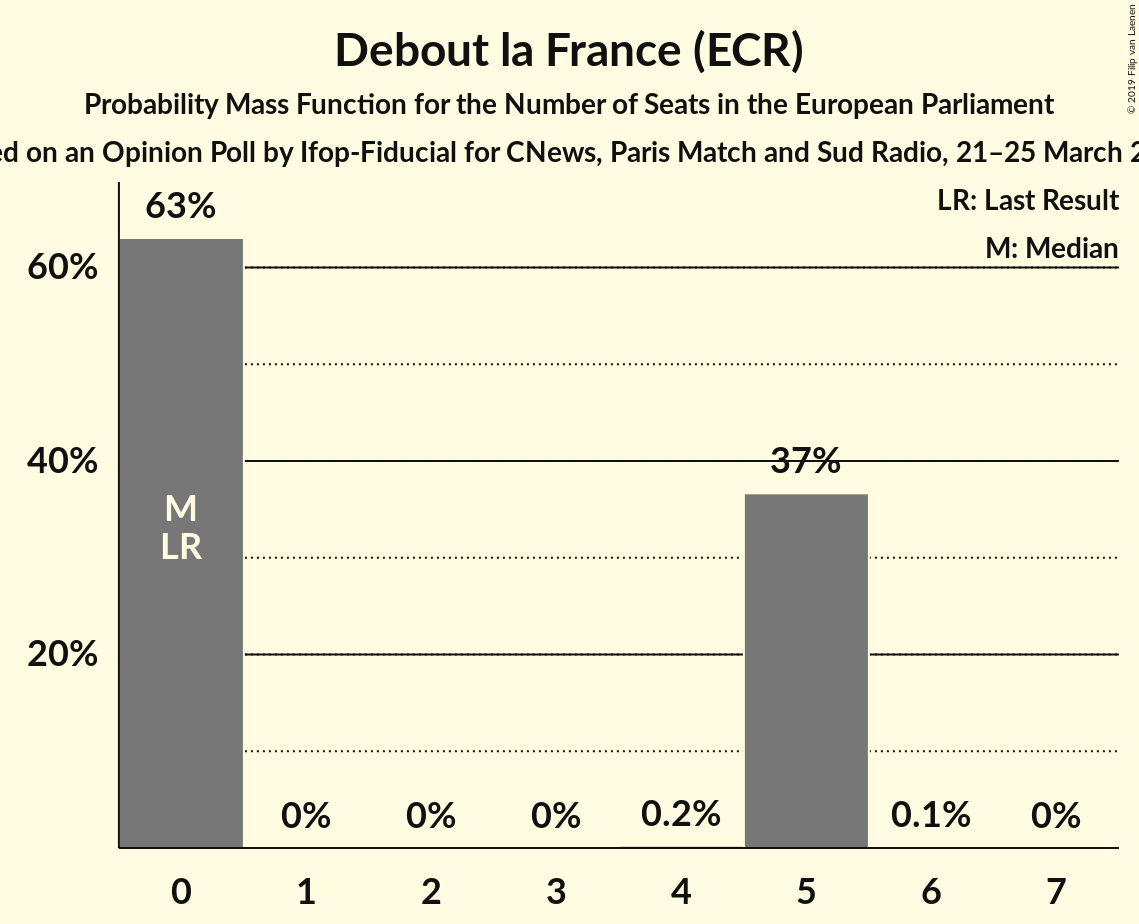 Debout la France (ECR)
Probability Mass Function for the Number of Seats in the European Parliament
on an Opinion Poll by Ifop-Fiducial for CNews, Paris Match and Sud Radio, 21–25 March
LR: Last Result
M: Median
© 2019 Filip van Laenen
63%
60%
40%
37%
M
LR
20%
0%
0%
0%
0.2%
0.1%
0%
0
1
2
3
4
5
6
7